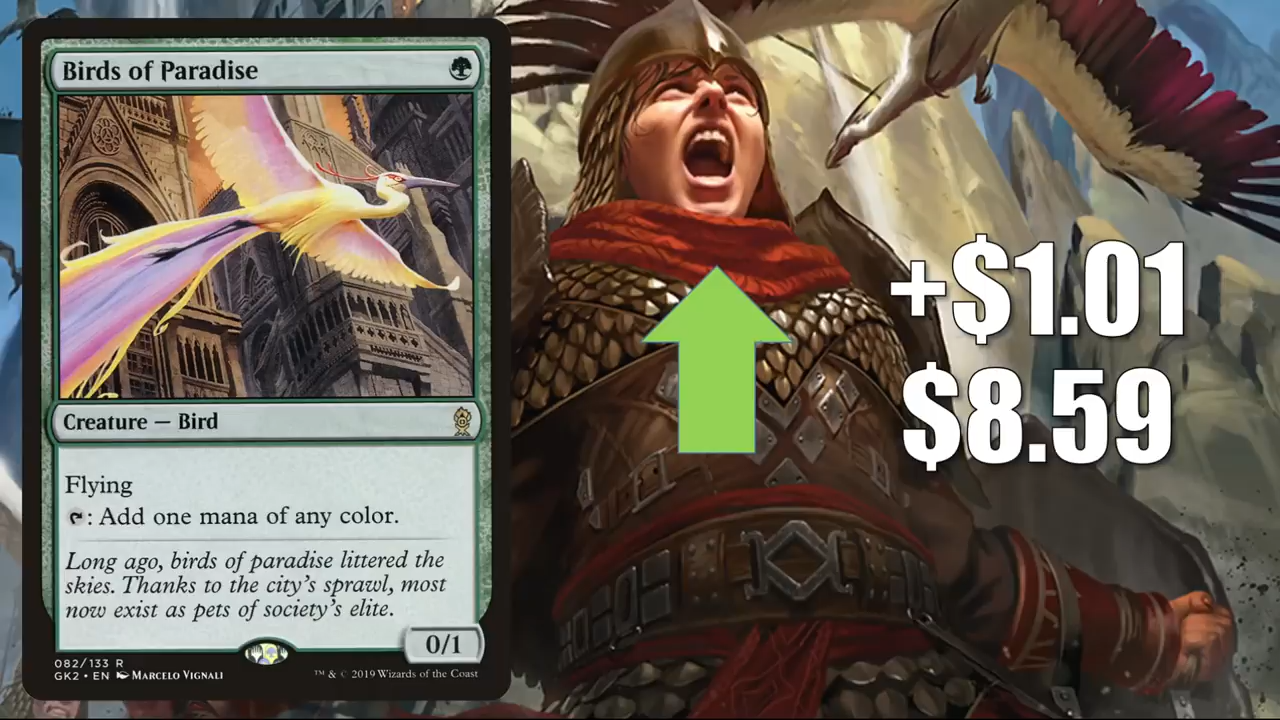 Birds of Paradise
Creature — Bird
Flying
: Add one mana of any color.
Long ago, birds of paradise littered the
skies. Thanks to the city's sprawl, most
now exist as pets of society's elite.
0/1
082/133 R
GK2 • EN MARCELO VIGNALI
™ & © 2019 Wizards of the Coast
+$1.01
$8.59